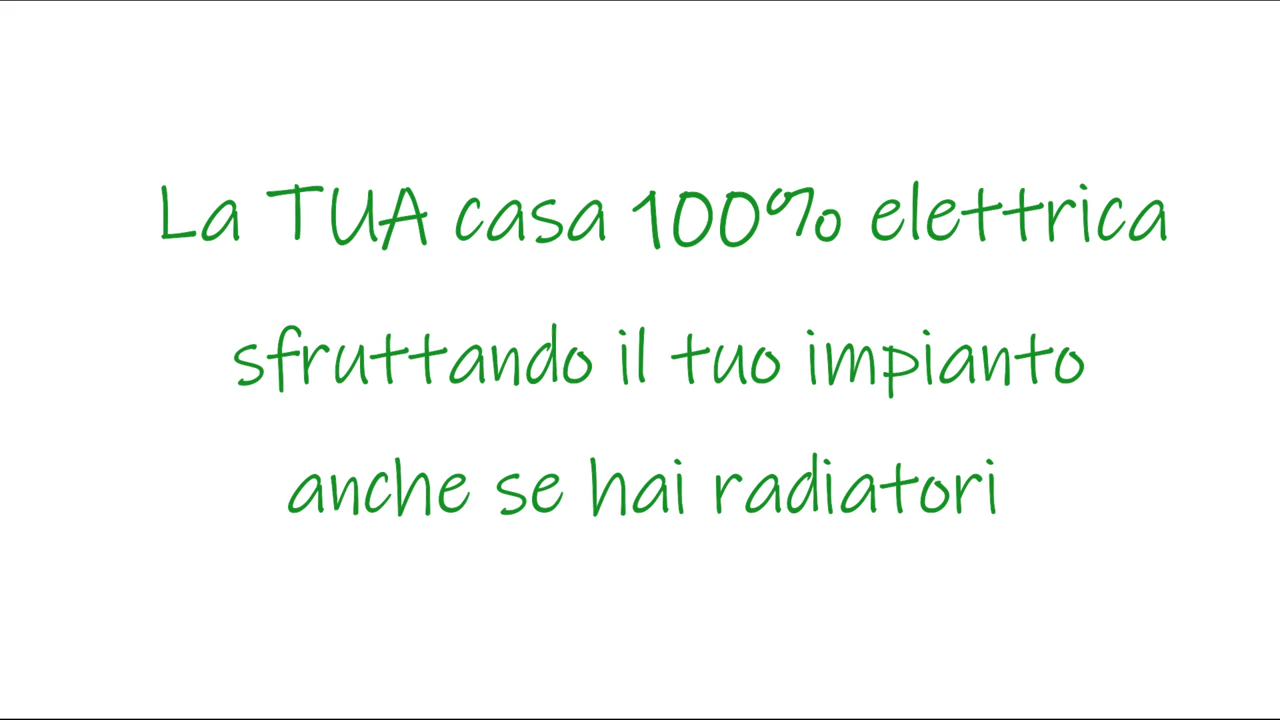 La TUA casa 100% elettrica
sfruttando il tuo impianto
anche se hai radiatori